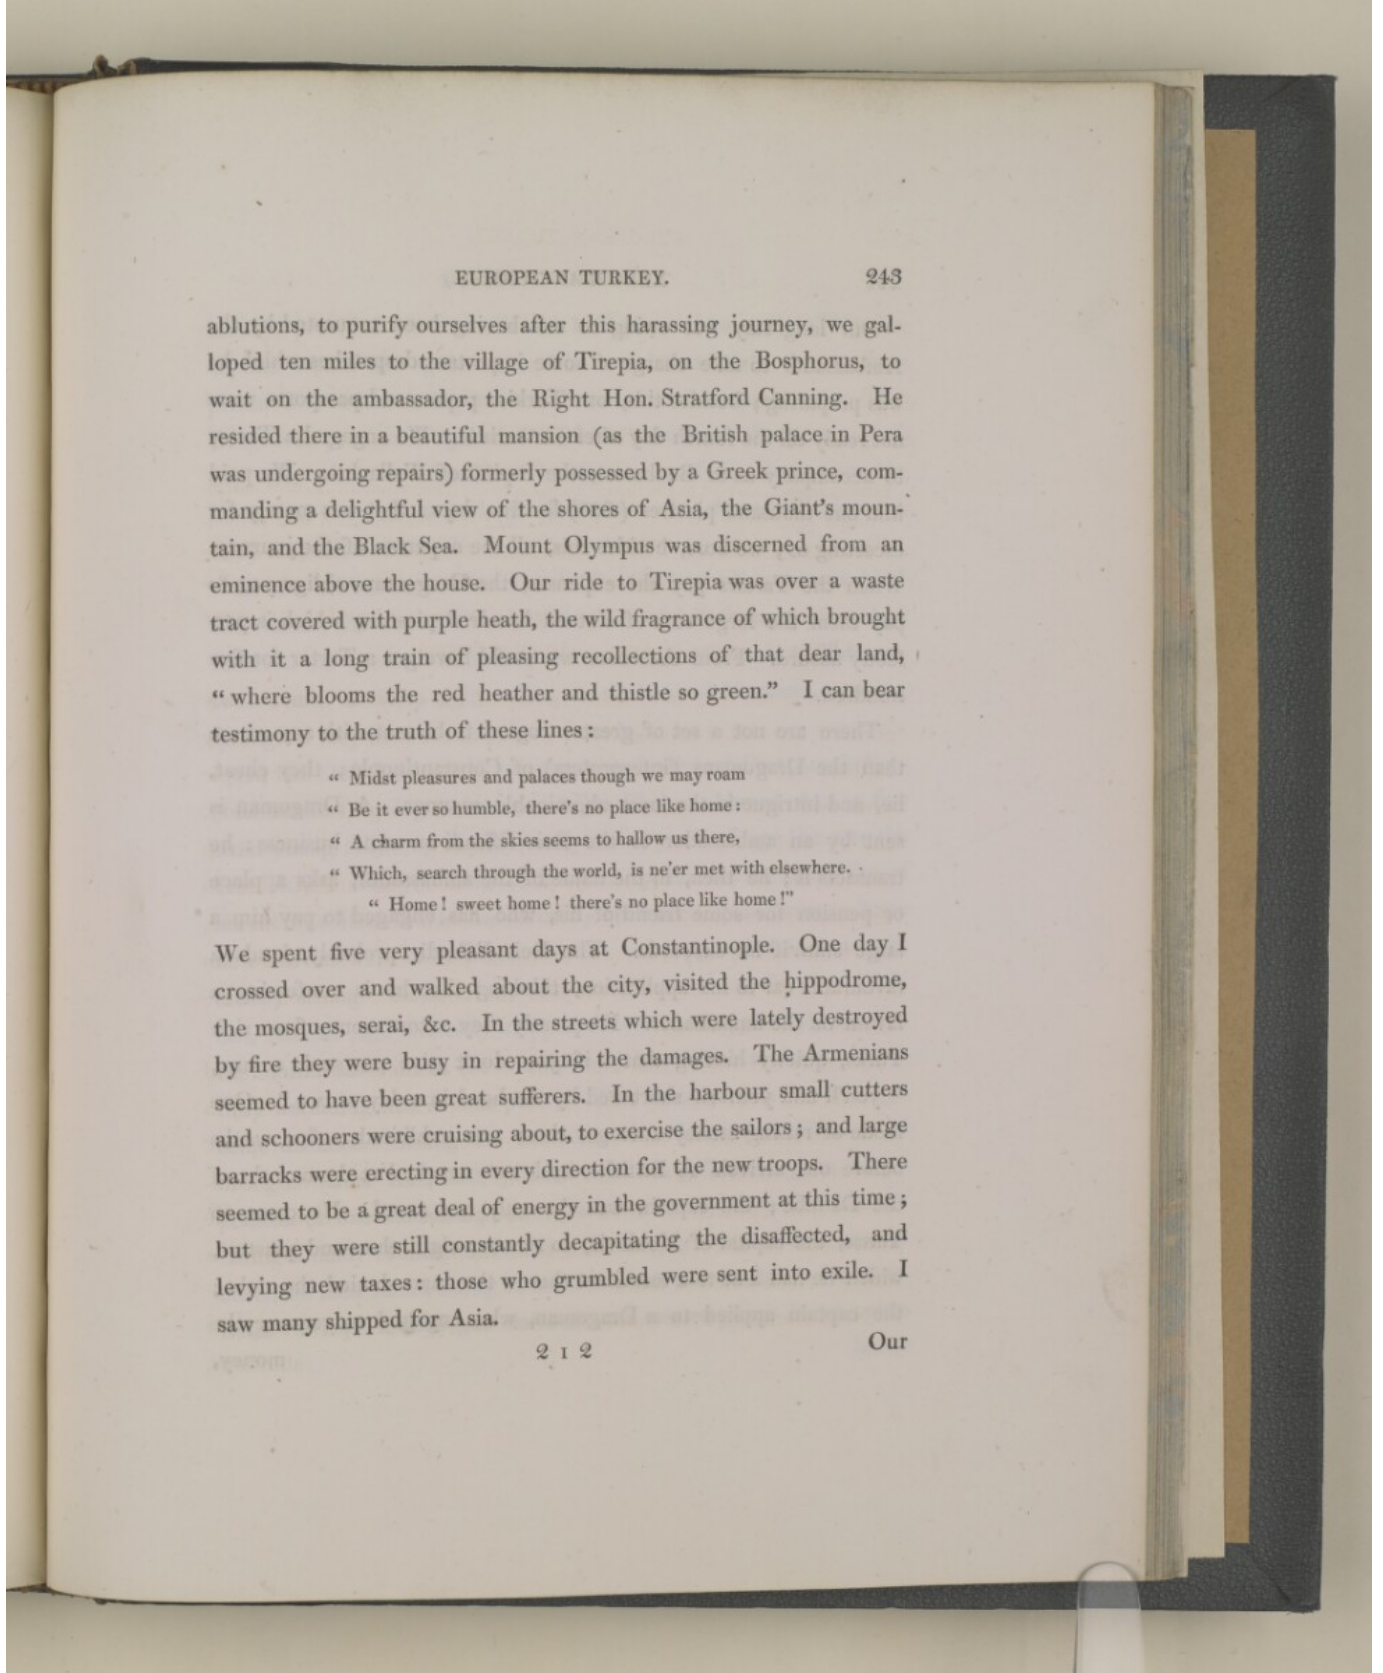 EUROPEAN TURKEY. 243
ablutions, to purify ourselves after this harassing journey, we gal-
loped ten miles to the village of Tirepia, on the Bosphorus, to
wait on the ambassador, the Right Hon. Stratford Canning. He
resided there in a beautiful mansion (as the British palace in Pera
was undergoing repairs) formerly possessed by a Greek prince, com-
manding a delightful view of the shores of Asia, the Giant's moun-
tain, and the Black Sea. Mount Olympus was discerned from an
eminence above the house. Our ride to Tirepia was over a waste
tract covered with purple heath, the wild fragrance of which brought
with it a long train of pleasing recollections of that dear land,
“ where blooms the red heather and thistle so green.” I can bear
testimony to the truth of these lines :
“ Midst pleasures and palaces though we may roam
“ Be it ever so humble, there's no place like home :
“ A charm from the skies seems to hallow us there,
“ Which, search through the world, is ne'er met with elsewhere.
“ Home ! sweet home ! there's no place like home !”
We spent five very pleasant days at Constantinople. One day I
crossed over and walked about the city, visited the hippodrome,
the mosques, serai, &c. In the streets which were lately destroyed
by fire they were busy in repairing the damages. The Armenians
seemed to have been great sufferers. In the harbour small cutters
and schooners were cruising about, to exercise the sailors ; and large
barracks were erecting in every direction for the new troops. There
seemed to be a great deal of energy in the government at this time ;
but they were still constantly decapitating the disaffected, and
levying new taxes : those who grumbled were sent into exile. I
saw many shipped for Asia.
2 I 2 Our